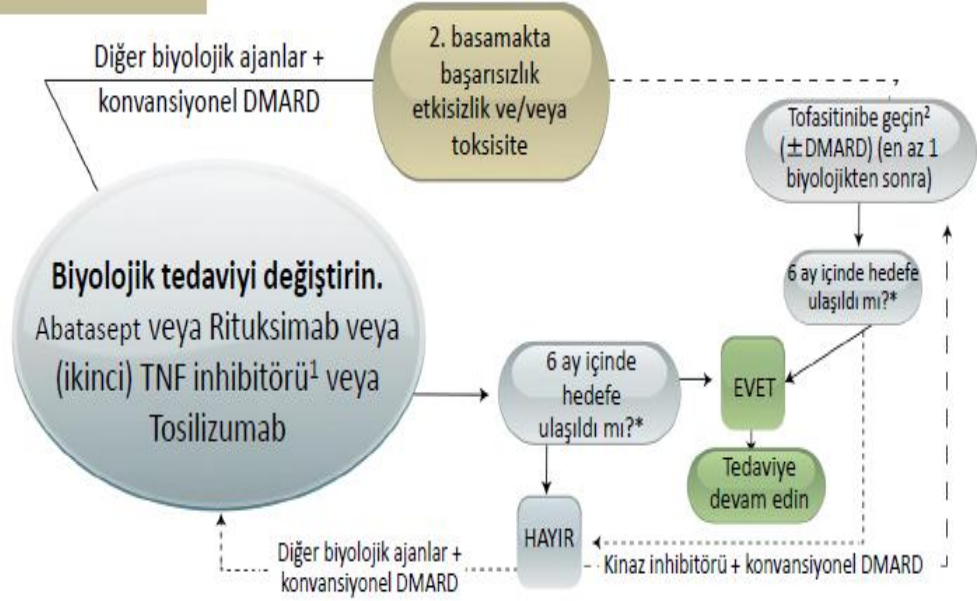 Diğer biyolojik ajanlar +
konvansiyonel DMARD
2. basamakta
başarısızlık
etkisizlik ve/veya
toksisite
Tofasitinibe geçin²
(±DMARD) (en az 1
biyolojikten sonra)
Biyolojik tedaviyi değiştirin.
Abatasept veya Rituksimab veya
(ikinci) TNF inhibitörü¹ veya
Tosilizumab
6 ay içinde hedefe
ulaşıldı mı?*
6 ay içinde
hedefe
ulaşıldı mı?*
EVET
Tedaviye
devam edin
HAYIR
Diğer biyolojik ajanlar +
konvansiyonel DMARD
Kinaz inhibitörü + konvansiyonel DMARD